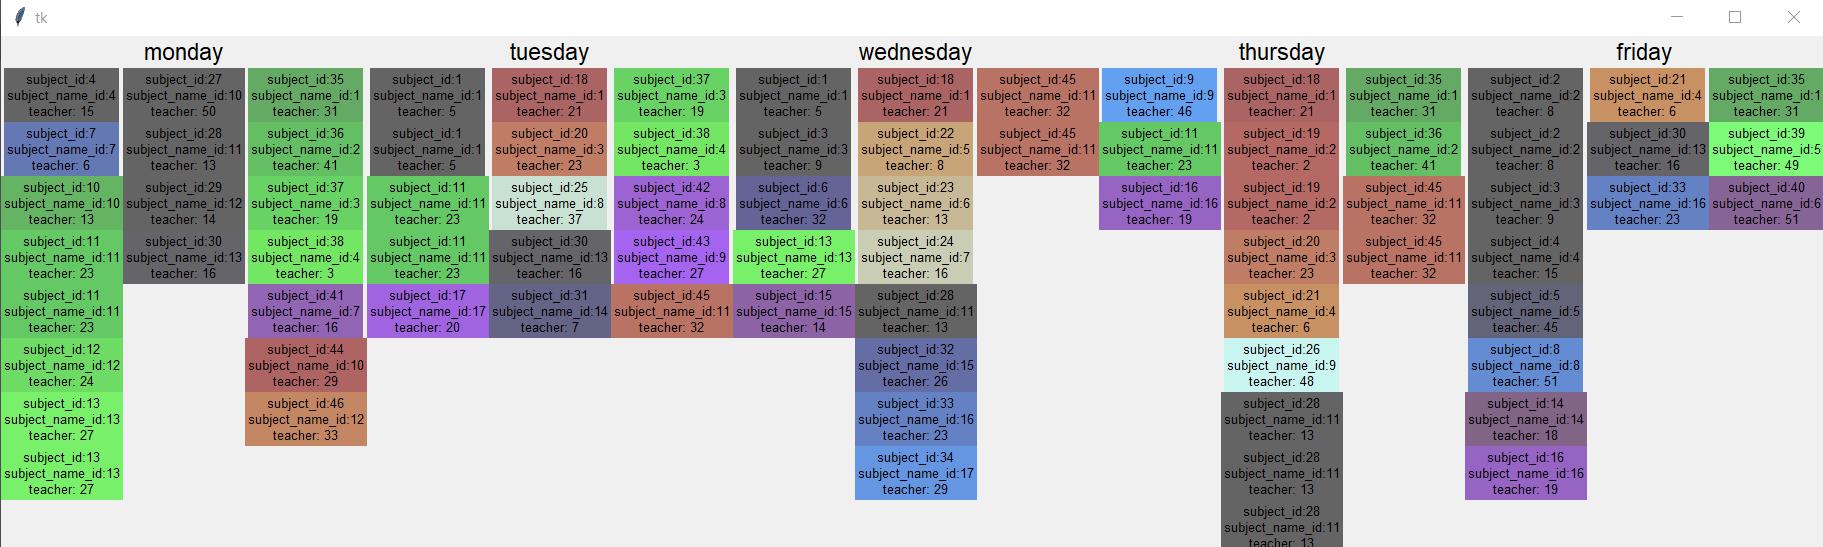 tk
monday
tuesday
wednesday
thursday
friday
subject_id:4
subject_name_id:4
teacher: 15
subject_id:7
subject_name_id:7
teacher: 6
subject_id:10
subject_name_id:10
teacher: 13
subject_id:11
subject_name_id:11
teacher: 23
subject_id:11
subject_name_id:11
teacher: 23
subject_id:12
subject_name_id:12
teacher: 24
subject_id:13
subject_name_id:13
teacher: 27
subject_id:13
subject_name_id:13
teacher: 27
subject_id:27
subject_name_id:10
teacher: 50
subject_id:28
subject_name_id:11
teacher: 13
subject_id:29
subject_name_id:12
teacher: 14
subject_id:30
subject_name_id:13
teacher: 16
subject_id:35
subject_name_id:1
teacher: 31
subject_id:36
subject_name_id:2
teacher: 41
subject_id:37
subject_name_id:3
teacher: 19
subject_id:38
subject_name_id:4
teacher: 3
subject_id:41
subject_name_id:7
teacher: 16
subject_id:44
subject_name_id:10
teacher: 29
subject_id:46
subject_name_id:12
teacher: 33
subject_id:1
subject_name_id:1
teacher: 5
subject_id:1
subject_name_id:1
teacher: 5
subject_id:11
subject_name_id:11
teacher: 23
subject_id:11
subject_name_id:11
teacher: 23
subject_id:17
subject_name_id:17
teacher: 20
subject_id:18
subject_name_id:1
teacher: 21
subject_id:20
subject_name_id:3
teacher: 23
subject_id:25
subject_name_id:8
teacher: 37
subject_id:30
subject_name_id:13
teacher: 16
subject_id:31
subject_name_id:14
teacher: 7
subject_id:37
subject_name_id:3
teacher: 19
subject_id:38
subject_name_id:4
teacher: 3
subject_id:42
subject_name_id:8
teacher: 24
subject_id:43
subject_name_id:9
teacher: 27
subject_id:45
subject_name_id:11
teacher: 32
subject_id:1
subject_name_id:1
teacher: 5
subject_id:3
subject_name_id:3
teacher: 9
subject_id:6
subject_name_id:6
teacher: 32
subject_id:13
subject_name_id:13
teacher: 27
subject_id:15
subject_name_id:15
teacher: 14
subject_id:18
subject_name_id:1
teacher: 21
subject_id:22
subject_name_id:5
teacher: 8
subject_id:23
subject_name_id:6
teacher: 13
subject_id:24
subject_name_id:7
teacher: 16
subject_id:28
subject_name_id:11
teacher: 13
subject_id:32
subject_name_id:15
teacher: 26
subject_id:33
subject_name_id:16
teacher: 23
subject_id:34
subject_name_id:17
teacher: 29
subject_id:45
subject_name_id:11
teacher: 32
subject_id:45
subject_name_id:11
teacher: 32
subject_id:9
subject_name_id:9
teacher: 46
subject_id:11
subject_name_id:11
teacher: 23
subject_id:16
subject_name_id:16
teacher: 19
subject_id:18
subject_name_id:1
teacher: 21
subject_id:19
subject_name_id:2
teacher: 2
subject_id:19
subject_name_id:2
teacher: 2
subject_id:20
subject_name_id:3
teacher: 23
subject_id:21
subject_name_id:4
teacher: 6
subject_id:26
subject_name_id:9
teacher: 48
subject_id:28
subject_name_id:11
teacher: 13
subject_id:28
subject_name_id:11
teacher: 13
subject_id:28
subject_name_id:11
teacher: 13
subject_id:35
subject_name_id:1
teacher: 31
subject_id:36
subject_name_id:2
teacher: 41
subject_id:45
subject_name_id:11
teacher: 32
subject_id:45
subject_name_id:11
teacher: 32
subject_id:2
subject_name_id:2
teacher: 8
subject_id:2
subject_name_id:2
teacher: 8
subject_id:3
subject_name_id:3
teacher: 9
subject_id:4
subject_name_id:4
teacher: 15
subject_id:5
subject_name_id:5
teacher: 45
subject_id:8
subject_name_id:8
teacher: 51
subject_id:14
subject_name_id:14
teacher: 18
subject_id:16
subject_name_id:16
teacher: 19
subject_id:21
subject_name_id:4
teacher: 6
subject_id:30
subject_name_id:13
teacher: 16
subject_id:33
subject_name_id:16
teacher: 23
subject_id:35
subject_name_id:1
teacher: 31
subject_id:39
subject_name_id:5
teacher: 49
subject_id:40
subject_name_id:6
teacher: 51